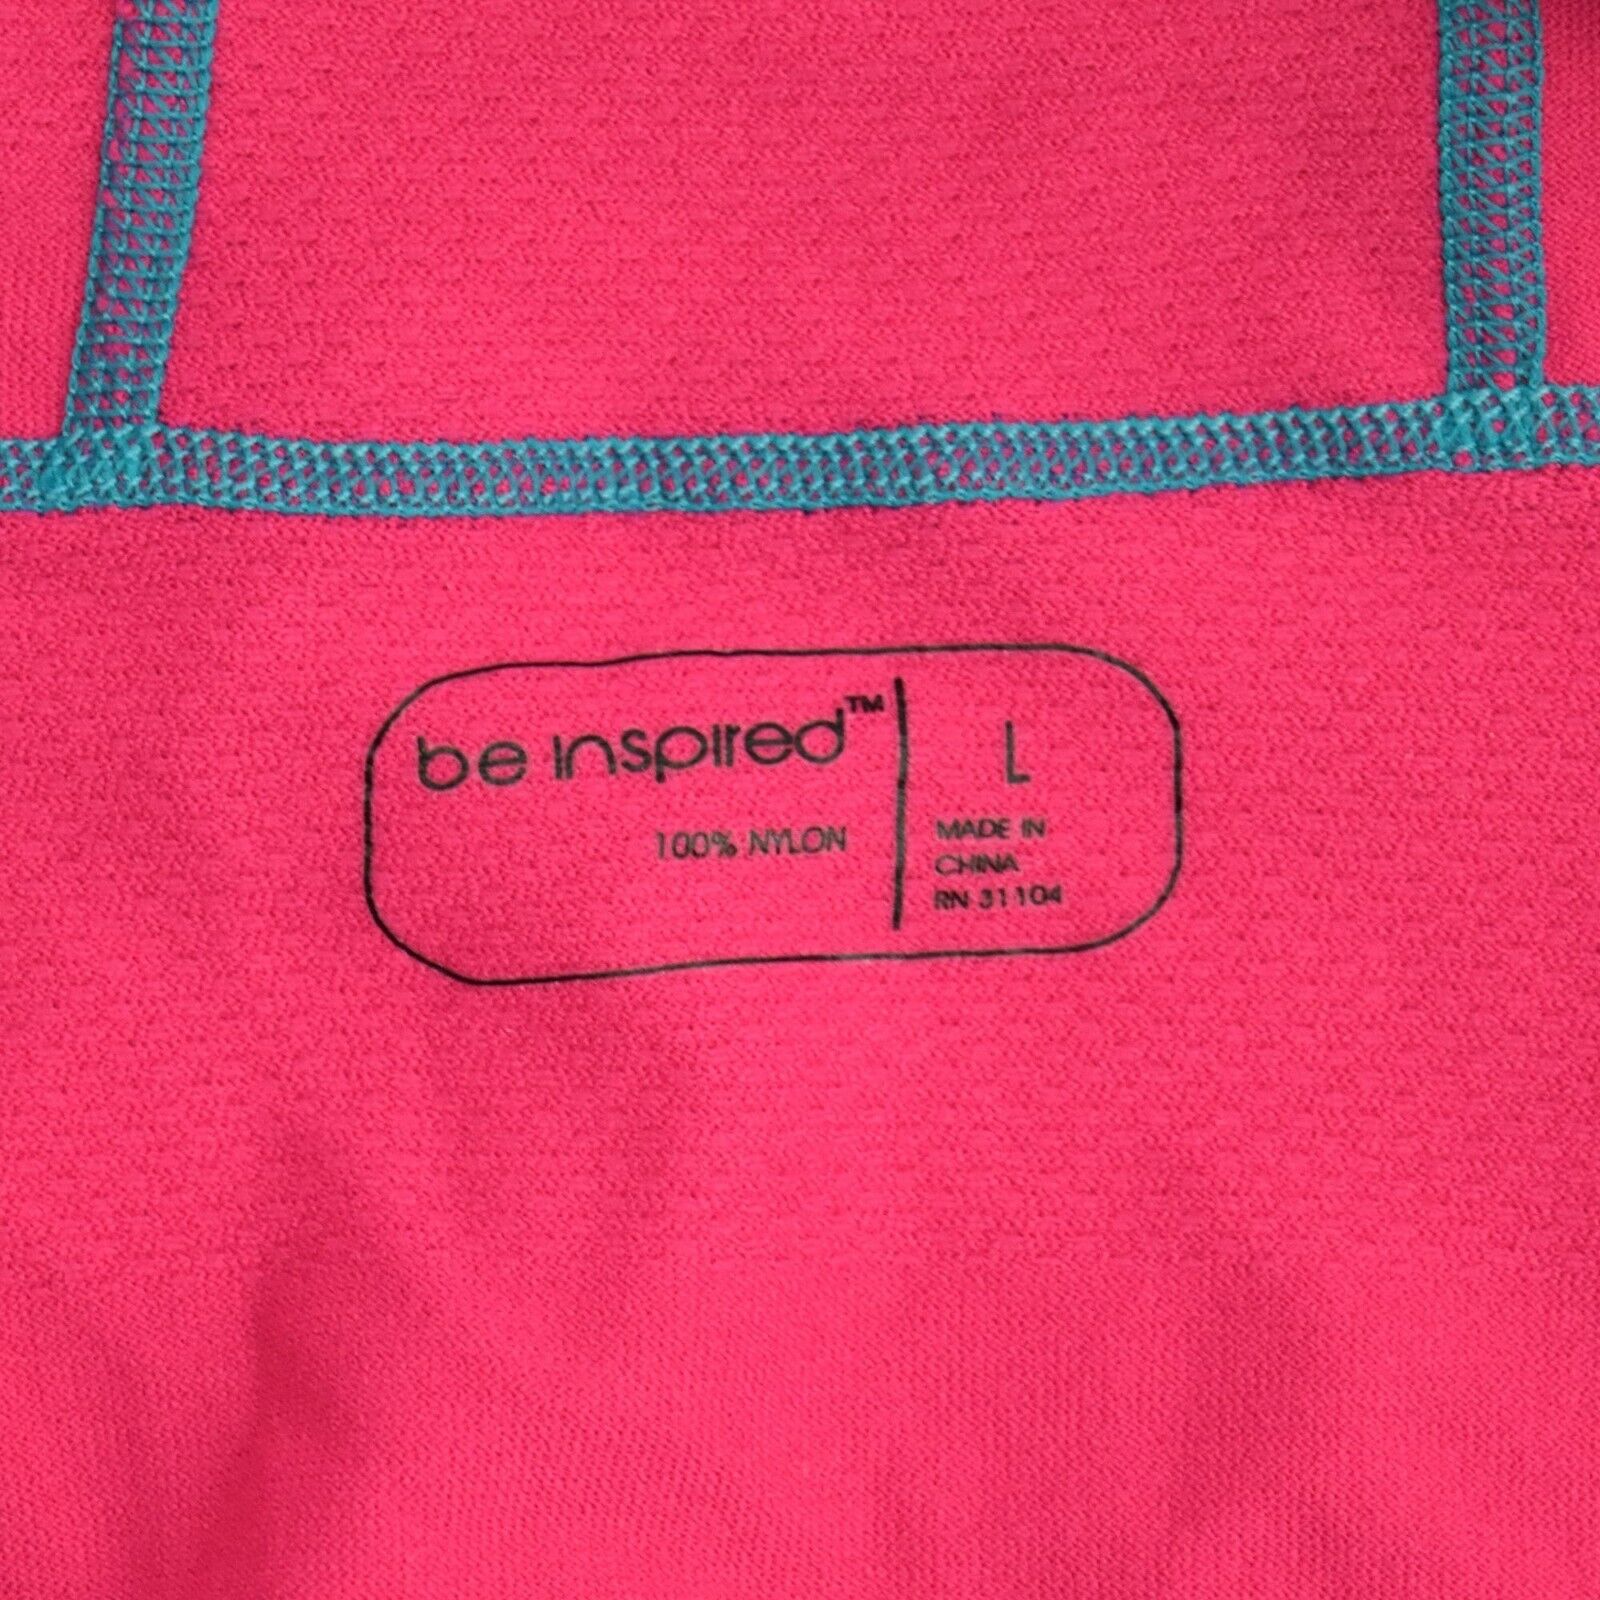 be inspired™
100% NYLON
L
MADE IN
CHINA
RN 31104